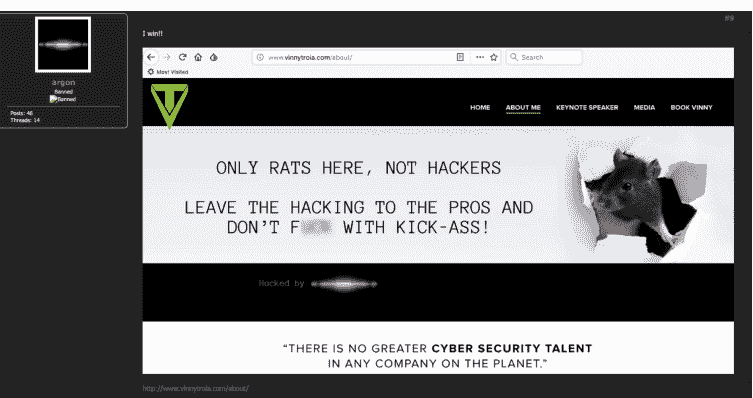 #9
argon
Banned
Banned
Posts: 46
Threads: 14
I win!!
www.vinnytroia.com/about/
Search
Most Visited
HOME ABOUT ME KEYNOTE SPEAKER MEDIA BOOK VINNY
ONLY RATS HERE, NOT HACKERS
LEAVE THE HACKING TO THE PROS AND
DON'T F WITH KICK-ASS!
Hacked by
“THERE IS NO GREATER CYBER SECURITY TALENT
IN ANY COMPANY ON THE PLANET.”
http://www.vinnytroia.com/about/